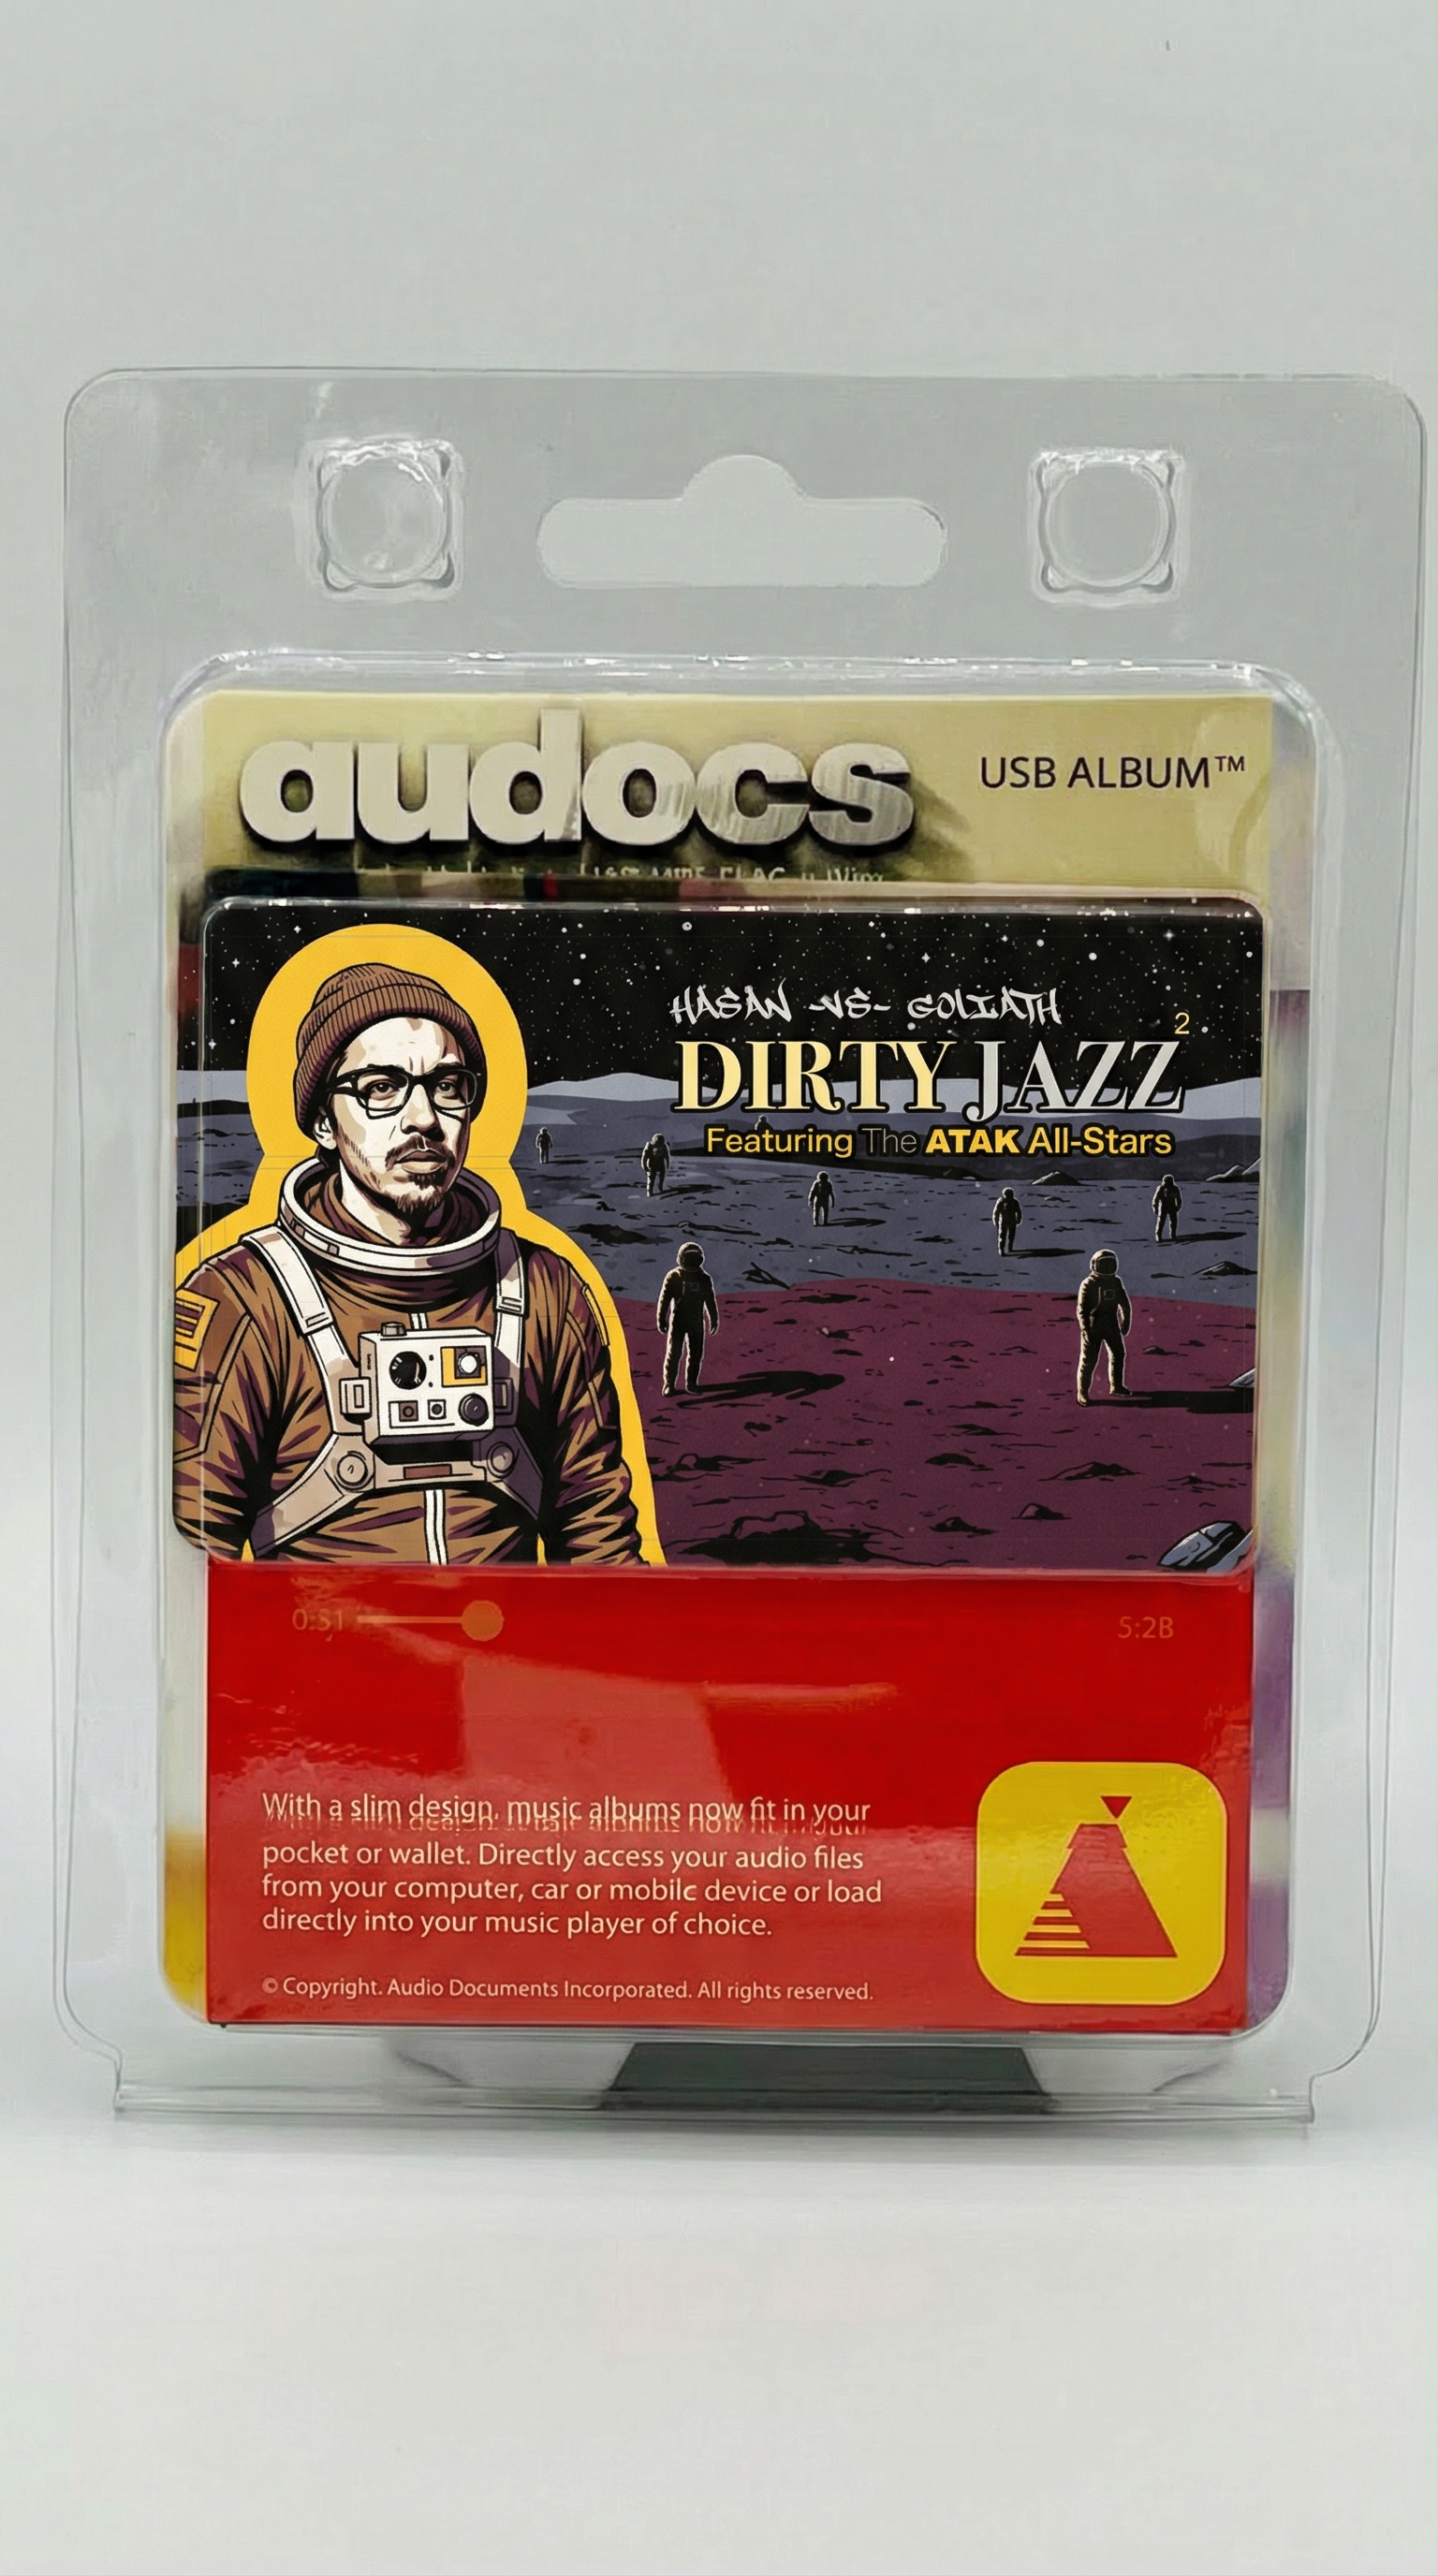 audocs
USB ALBUM™
HASAN -VS- GOLIATH
2
DIRTY JAZZ
Featuring The ATAK All-Stars
0:51
5:2B
With a slim design, music albums now fit in your
pocket or wallet. Directly access your audio files
from your computer, car or mobile device or load
directly into your music player of choice.
© Copyright. Audio Documents Incorporated. All rights reserved.